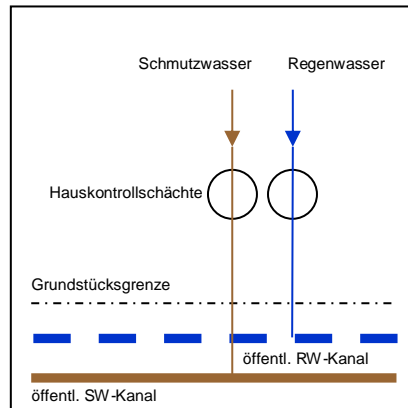 Schmutzwasser
Regenwasser
Hauskontrollschächte
Grundstücksgrenze
öffentl. RW-Kanal
öffentl. SW-Kanal